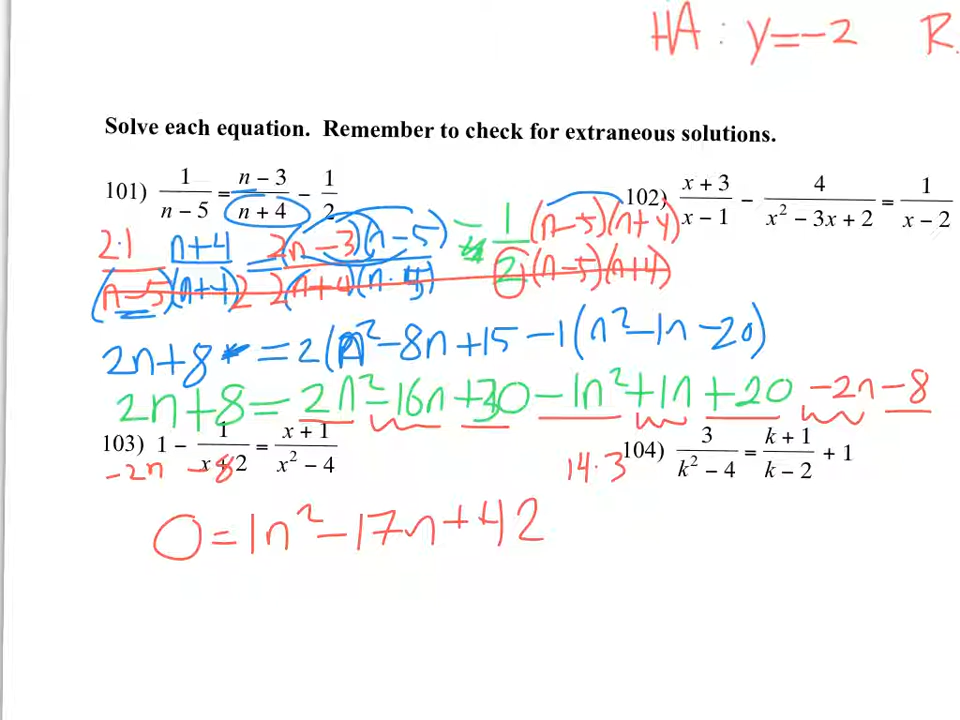 HA : y=-2 R.
Solve each equation. Remember to check for extraneous solutions.
101) 1/(n − 5) = (n − 3)/(n + 4) − 1/2
102) (x + 3)/(x − 1) − 4/(x² − 3x + 2) = 1/(x − 2)
2·1 n+4 = 2(n-3)(n-5) - 1 (n-5)(n+4)
(n-5)(n+4)2 2(n+4)(n-5) 2 (n-5)(n+4)
2n+8 = 2(n²-8n+15 -1(n²-1n-20)
2n+8 = 2n²-16n+30 -1n²+1n+20 -2n-8
103) 1 − 1/(x + 2) = (x + 1)/(x² − 4)
104) 3/(k² − 4) = (k + 1)/(k − 2) + 1
-2n -8 14·3
0=1n²-17n+42